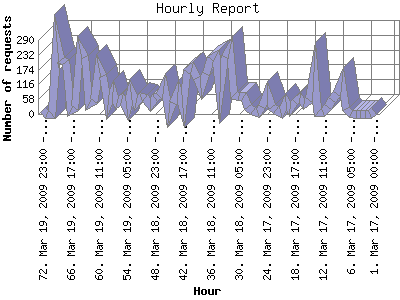 Hourly Report
Number of requests
290
232
174
116
58
0
72. Mar 19, 2009 23:00 -...
66. Mar 19, 2009 17:00 -...
60. Mar 19, 2009 11:00 -...
54. Mar 19, 2009 05:00 -...
48. Mar 18, 2009 23:00 -...
42. Mar 18, 2009 17:00 -...
36. Mar 18, 2009 11:00 -...
30. Mar 18, 2009 05:00 -...
24. Mar 17, 2009 23:00 -...
18. Mar 17, 2009 17:00 -...
12. Mar 17, 2009 11:00 -...
6. Mar 17, 2009 05:00 -...
1. Mar 17, 2009 00:00 -...
Hour